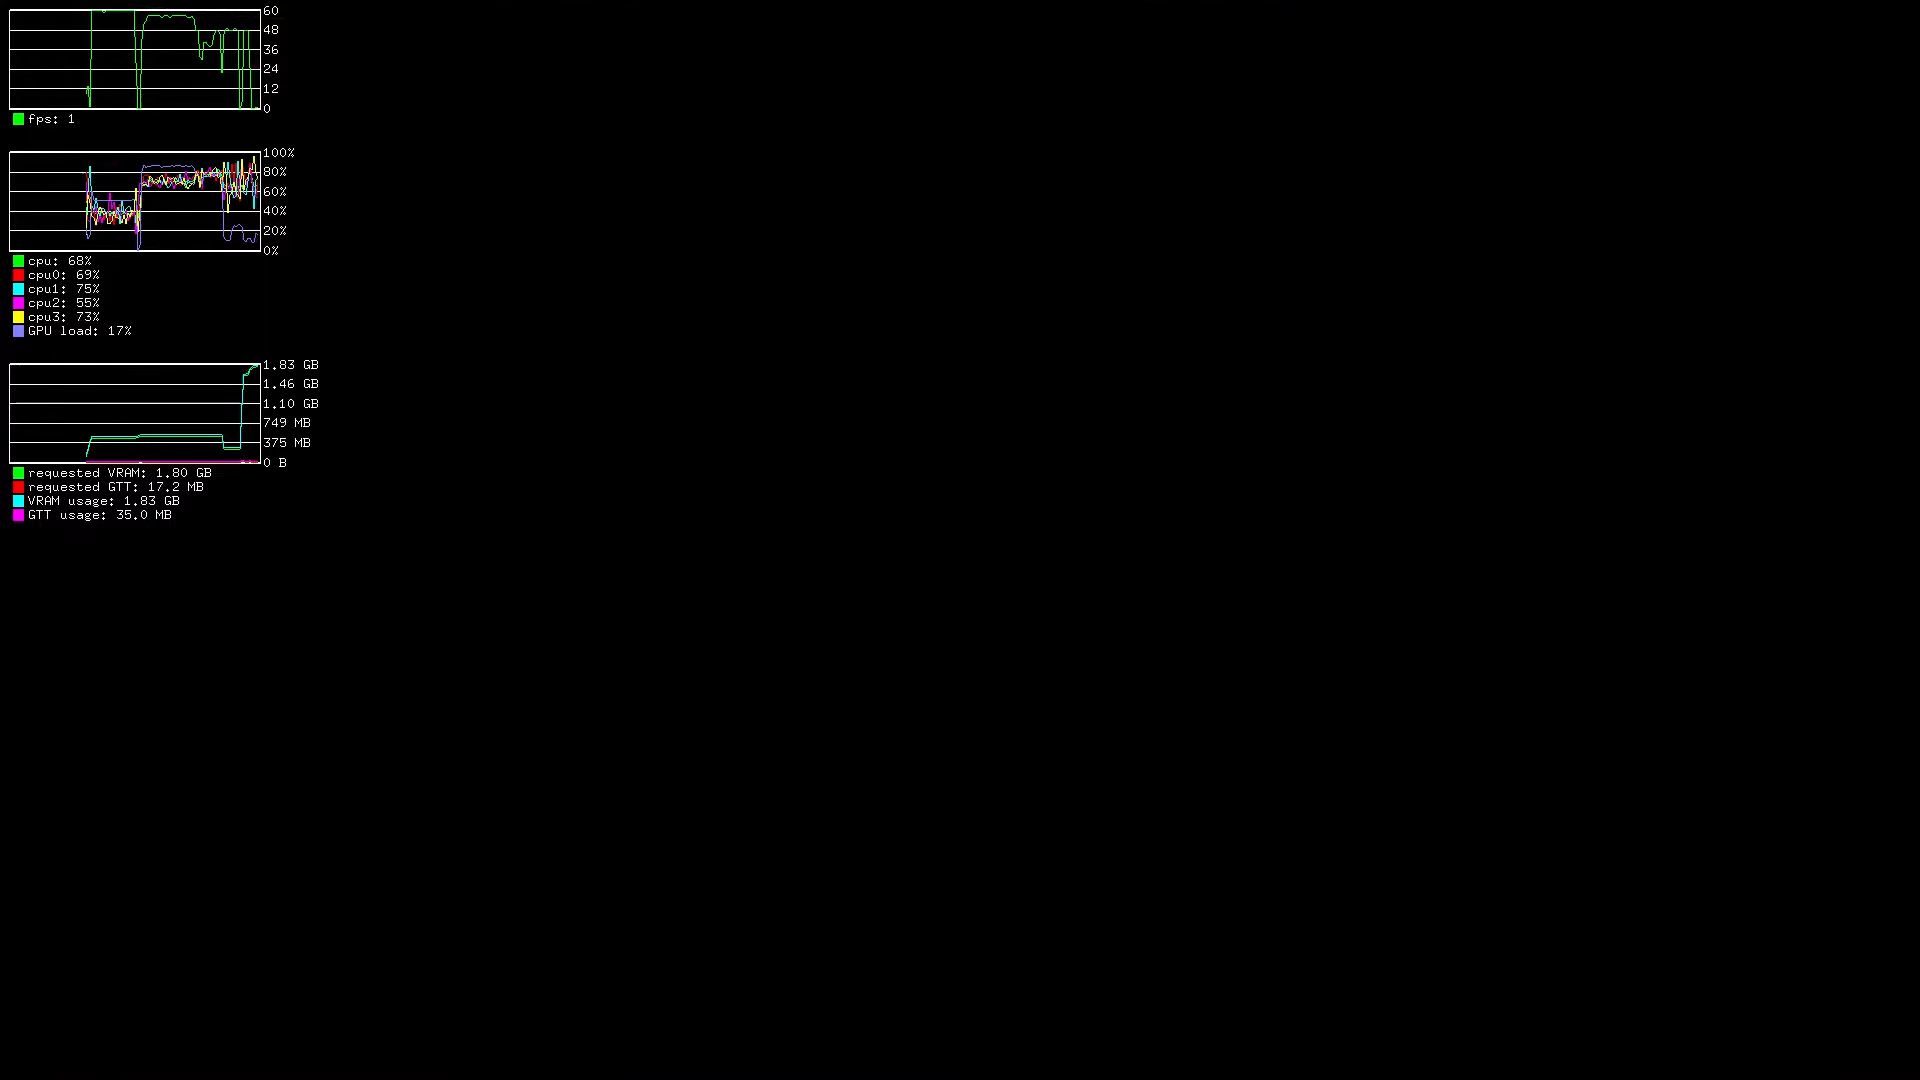 60
48
36
24
12
0
fps: 1
100%
80%
60%
40%
20%
0%
cpu: 68%
cpu0: 69%
cpu1: 75%
cpu2: 55%
cpu3: 73%
GPU load: 17%
1.83 GB
1.46 GB
1.10 GB
749 MB
375 MB
0 B
requested VRAM: 1.80 GB
requested GTT: 17.2 MB
VRAM usage: 1.83 GB
GTT usage: 35.0 MB